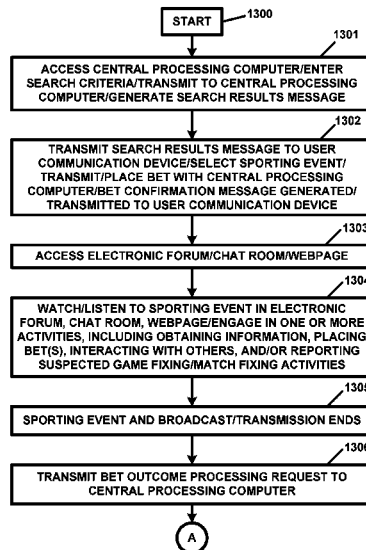 START
1300
1301
ACCESS CENTRAL PROCESSING COMPUTER/ENTER
SEARCH CRITERIA/TRANSMIT TO CENTRAL PROCESSING
COMPUTER/GENERATE SEARCH RESULTS MESSAGE
1302
TRANSMIT SEARCH RESULTS MESSAGE TO USER
COMMUNICATION DEVICE/SELECT SPORTING EVENT/
TRANSMIT/PLACE BET WITH CENTRAL PROCESSING
COMPUTER/BET CONFIRMATION MESSAGE GENERATED/
TRANSMITTED TO USER COMMUNICATION DEVICE
1303
ACCESS ELECTRONIC FORUM/CHAT ROOM/WEBPAGE
1304
WATCH/LISTEN TO SPORTING EVENT IN ELECTRONIC
FORUM, CHAT ROOM, WEBPAGE/ENGAGE IN ONE OR MORE
ACTIVITIES, INCLUDING OBTAINING INFORMATION, PLACING
BET(S), INTERACTING WITH OTHERS, AND/OR REPORTING
SUSPECTED GAME FIXING/MATCH FIXING ACTIVITIES
1305
SPORTING EVENT AND BROADCAST/TRANSMISSION ENDS
1306
TRANSMIT BET OUTCOME PROCESSING REQUEST TO
CENTRAL PROCESSING COMPUTER
A